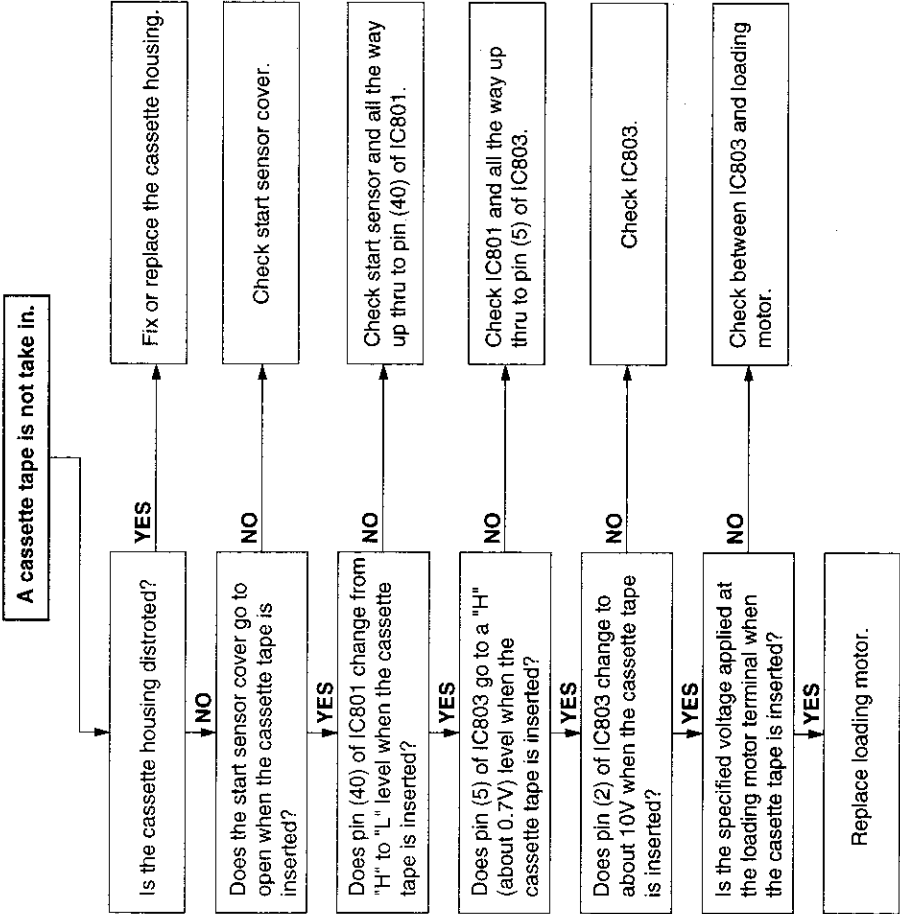 A cassette tape is not take in.
Is the cassette housing distroted?
YES
Fix or replace the cassette housing.
NO
Does the start sensor cover go to
open when the cassette tape is
inserted?
NO
Check start sensor cover.
YES
Does pin (40) of IC801 change from
"H" to "L" level when the cassette
tape is inserted?
NO
Check start sensor and all the way
up thru to pin (40) of IC801.
YES
Does pin (5) of IC803 go to a "H"
(about 0.7V) level when the
cassette tape is inserted?
NO
Check IC801 and all the way up
thru to pin (5) of IC803.
YES
Does pin (2) of IC803 change to
about 10V when the cassette tape
is inserted?
NO
Check IC803.
YES
Is the specified voltage applied at
the loading motor terminal when
the casette tape is inserted?
NO
Check between IC803 and loading
motor.
YES
Replace loading motor.